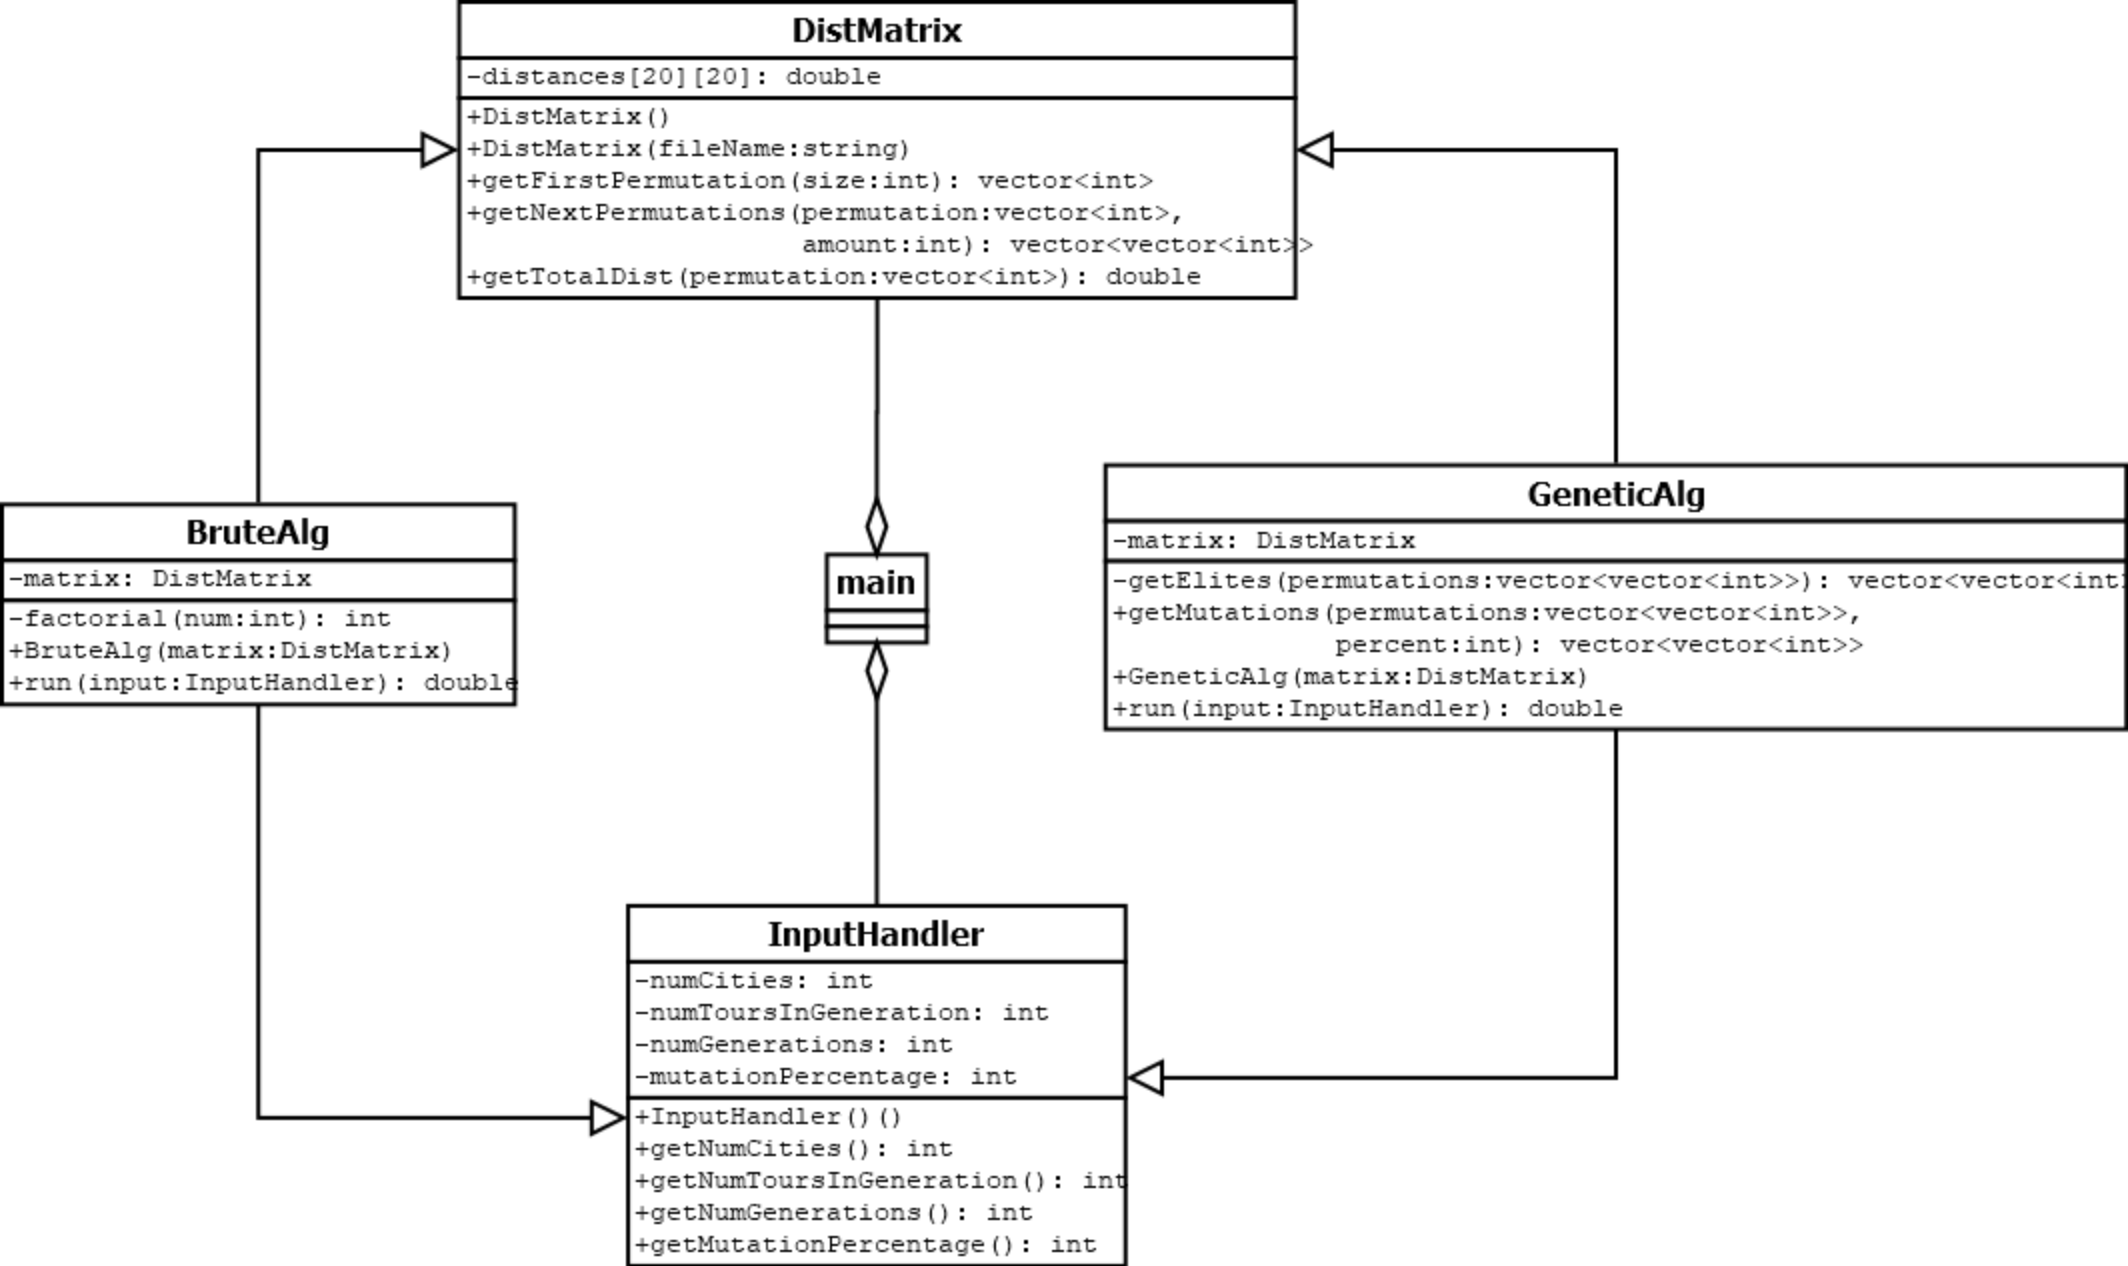 DistMatrix
-distances[20][20]: double
+DistMatrix()
+DistMatrix(fileName:string)
+getFirstPermutation(size:int): vector<int>
+getNextPermutations(permutation:vector<int>,
amount:int): vector<vector<int>>
+getTotalDist(permutation:vector<int>): double
BruteAlg
-matrix: DistMatrix
-factorial(num:int): int
+BruteAlg(matrix:DistMatrix)
+run(input:InputHandler): double
main
GeneticAlg
-matrix: DistMatrix
-getElites(permutations:vector<vector<int>>): vector<vector<int
+getMutations(permutations:vector<vector<int>>,
percent:int): vector<vector<int>>
+GeneticAlg(matrix:DistMatrix)
+run(input:InputHandler): double
InputHandler
-numCities: int
-numToursInGeneration: int
-numGenerations: int
-mutationPercentage: int
+InputHandler()()
+getNumCities(): int
+getNumToursInGeneration(): int
+getNumGenerations(): int
+getMutationPercentage(): int